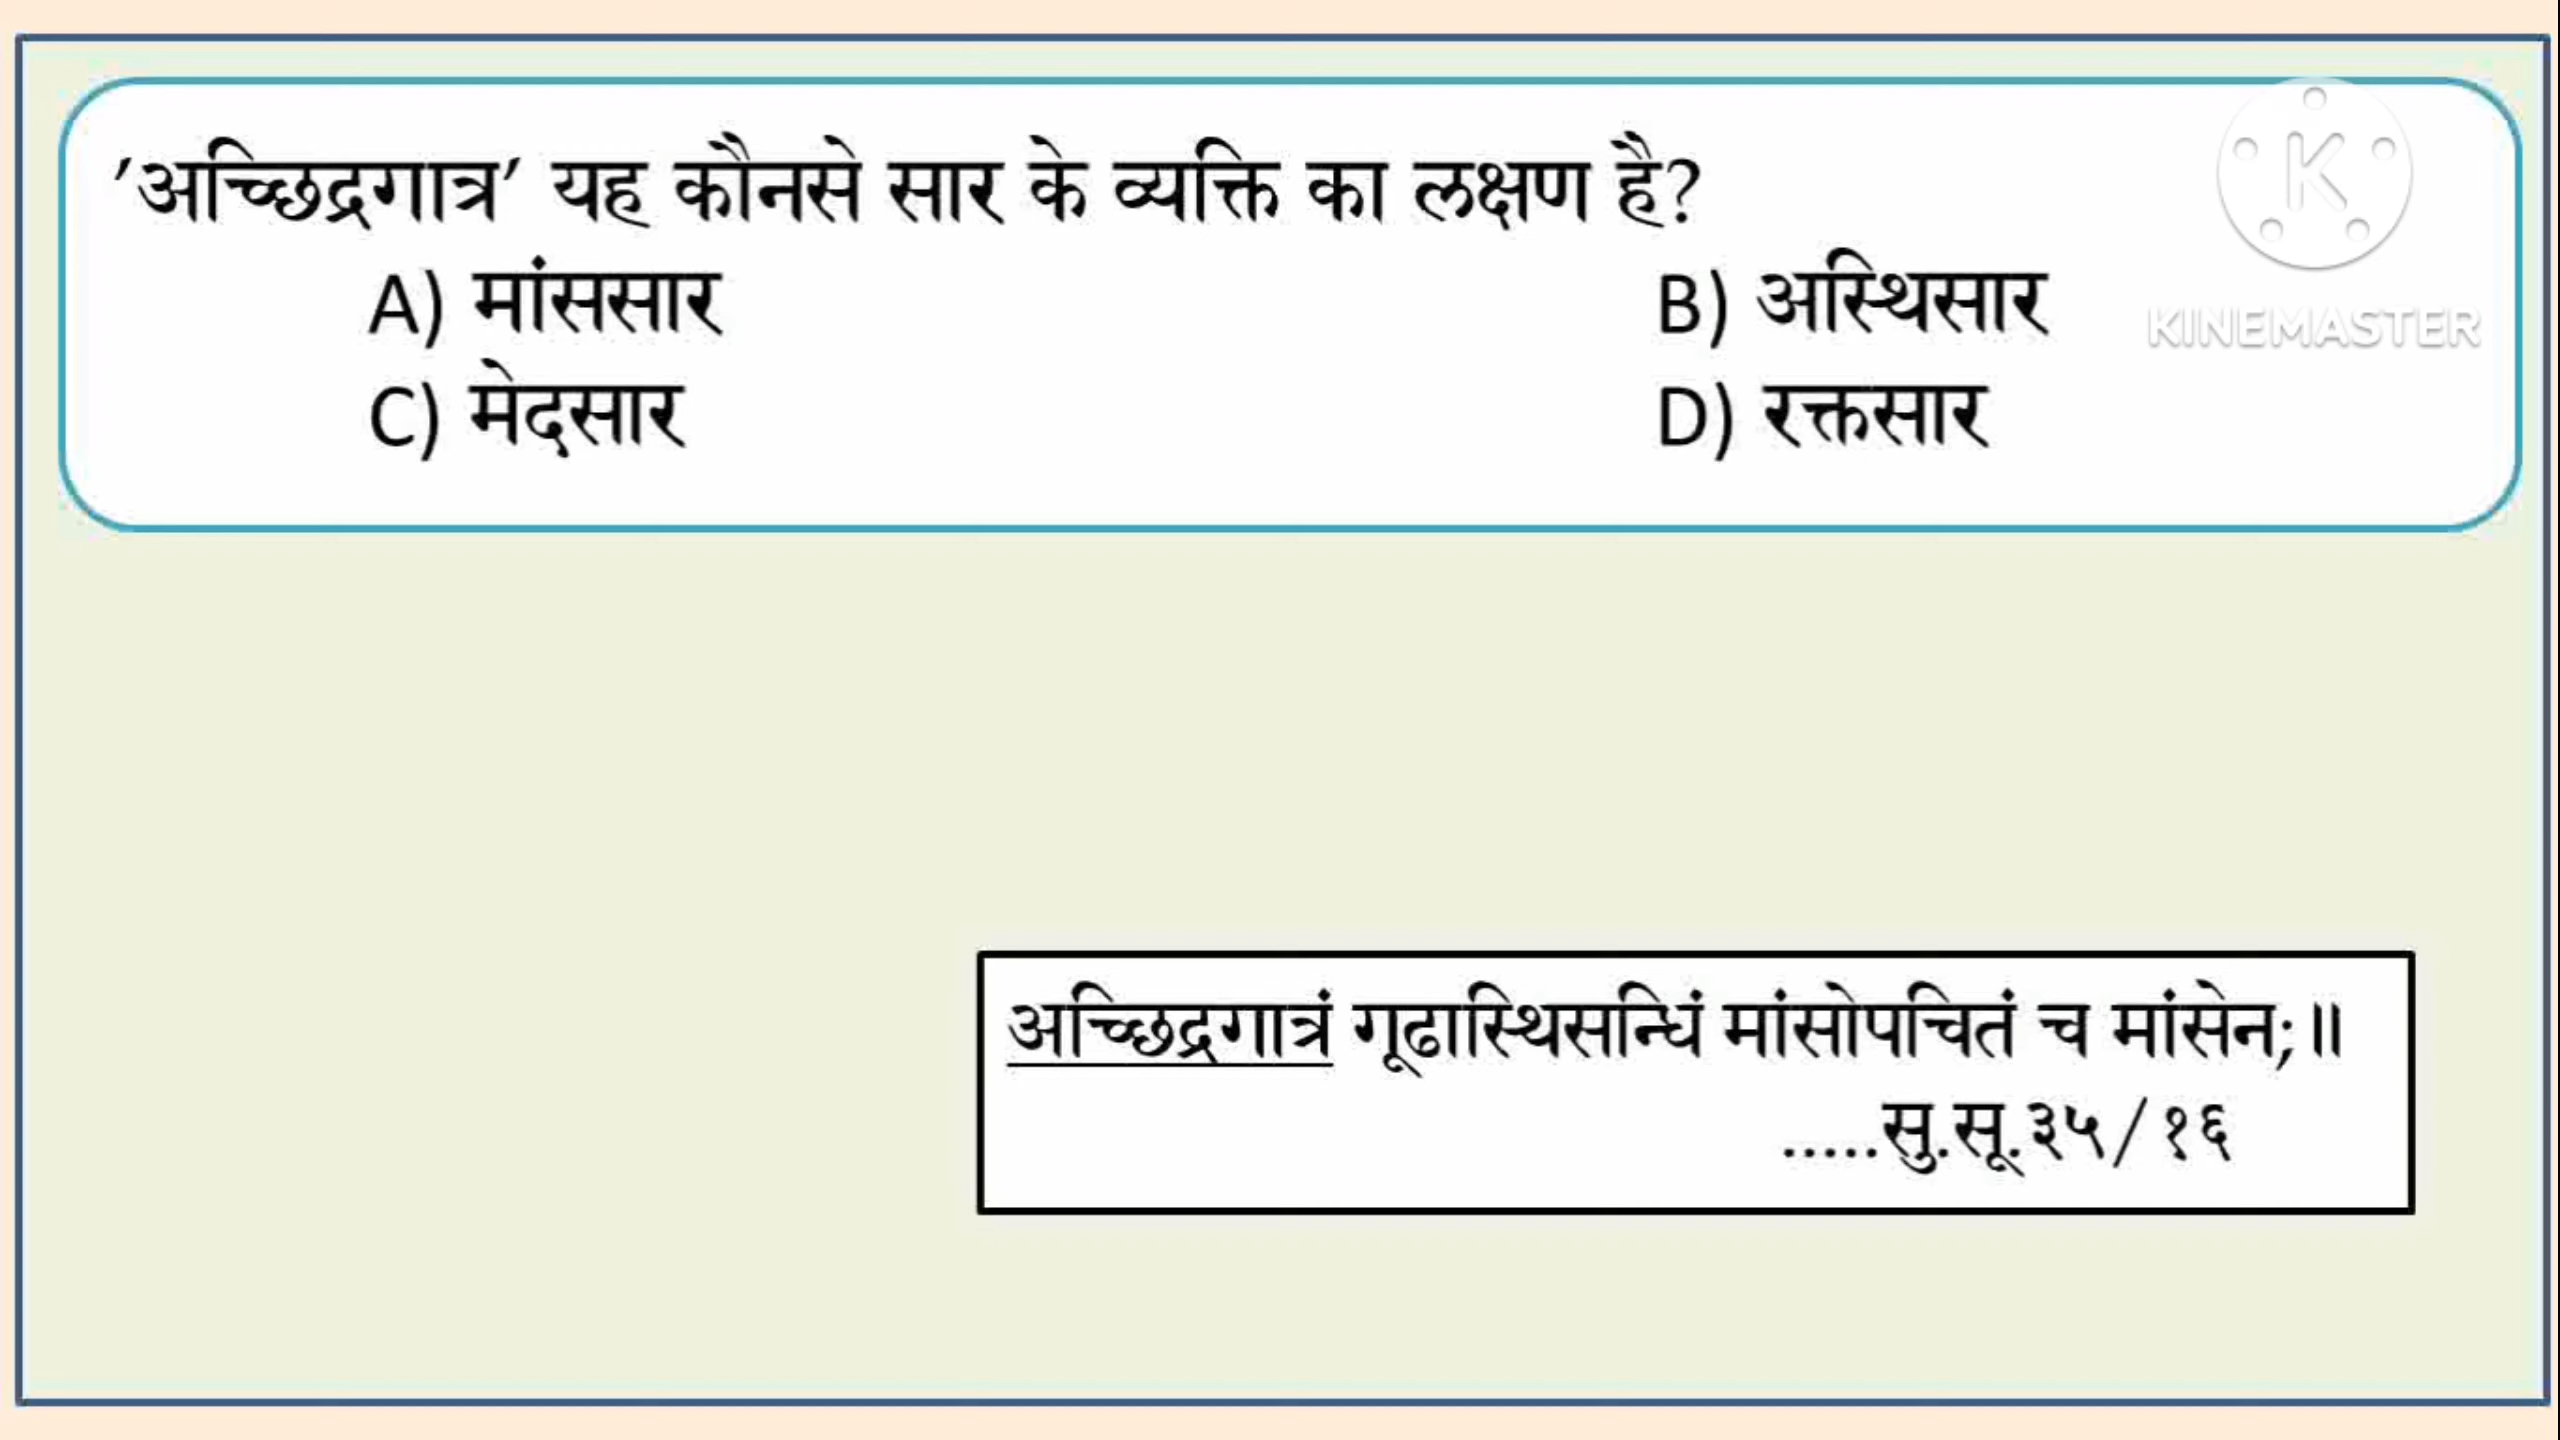 'अच्छिद्रगात्र' यह कौनसे सार के व्यक्ति का लक्षण है?
A) मांससार B) अस्थिसार
C) मेदसार D) रक्तसार
KINEMASTER
अच्छिद्रगात्रं गूढास्थिसन्धिं मांसोपचितं च मांसेन;॥
.....सु.सू.३५/१६